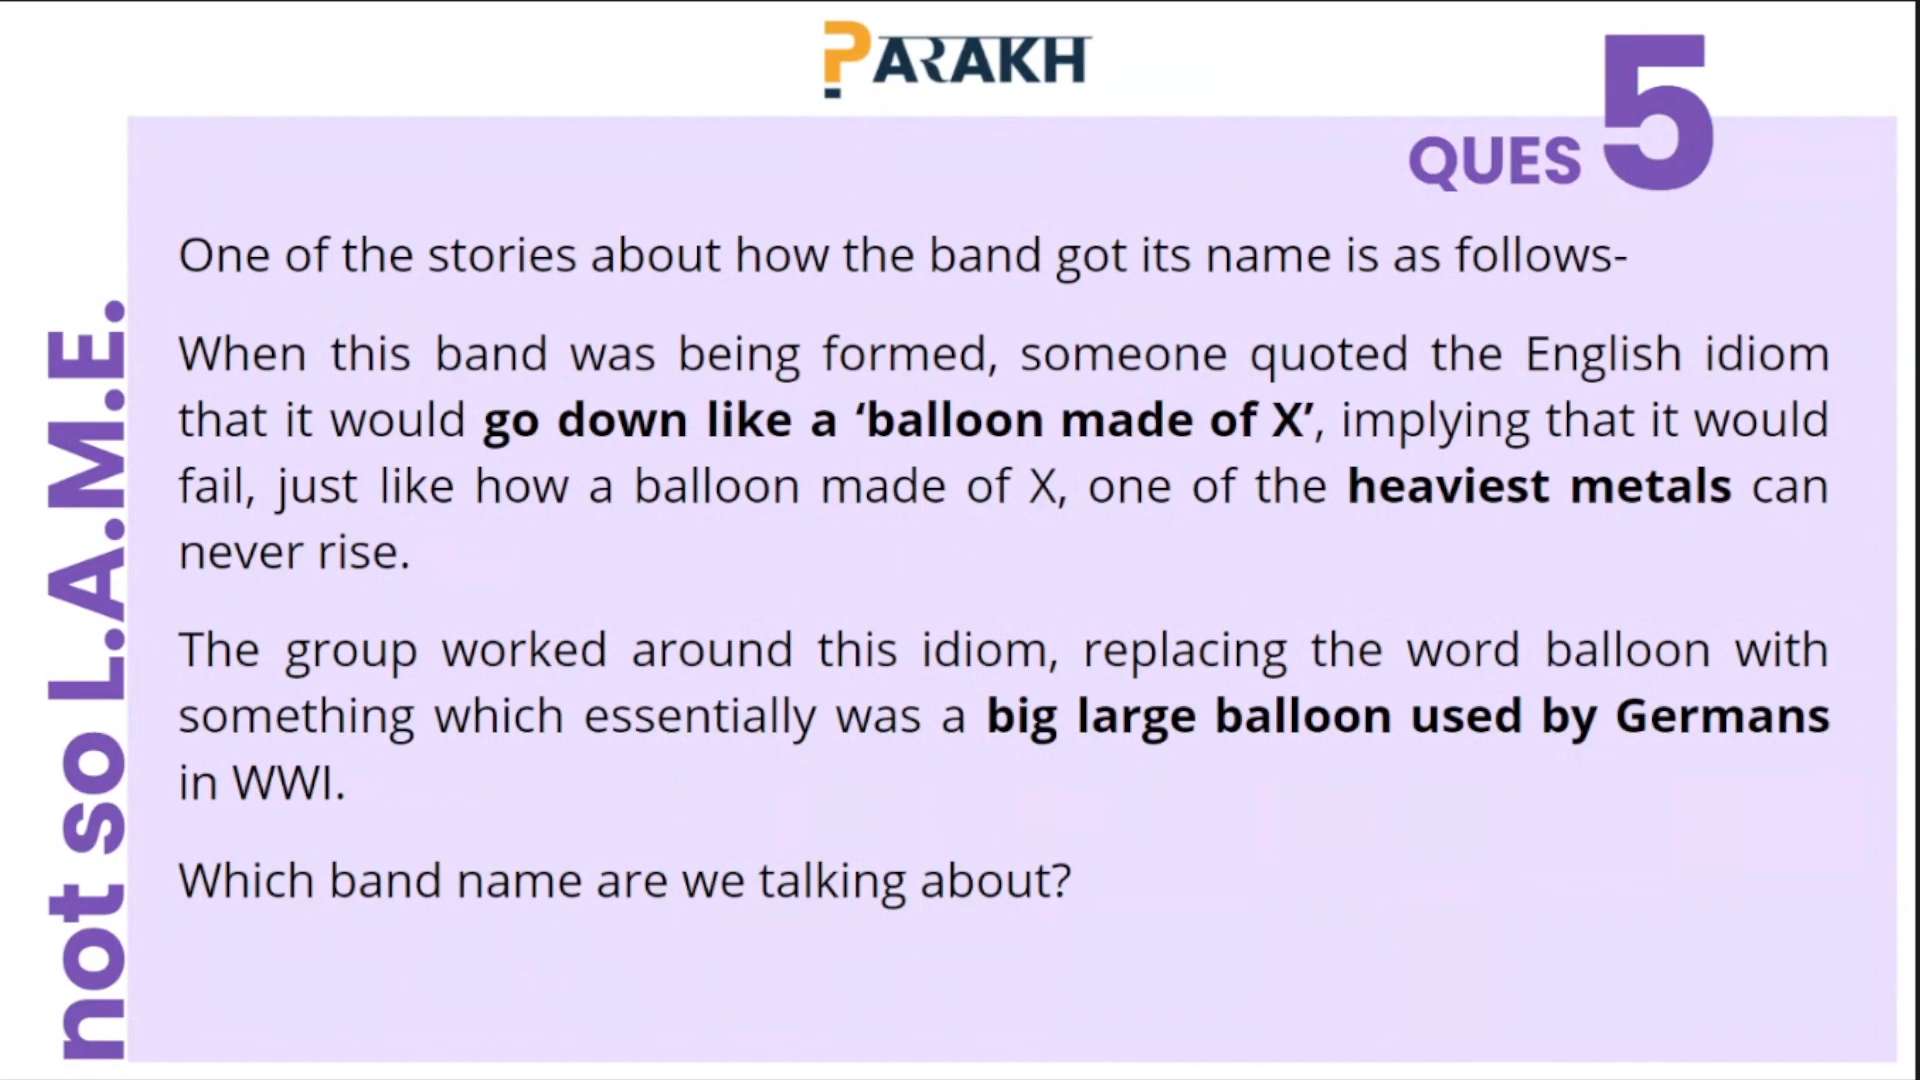 PARAKH
QUES 5
One of the stories about how the band got its name is as follows-
When this band was being formed, someone quoted the English idiom
that it would go down like a ‘balloon made of X’, implying that it would
fail, just like how a balloon made of X, one of the heaviest metals can
never rise.
The group worked around this idiom, replacing the word balloon with
something which essentially was a big large balloon used by Germans
in WWI.
Which band name are we talking about?
not so L.A.M.E.